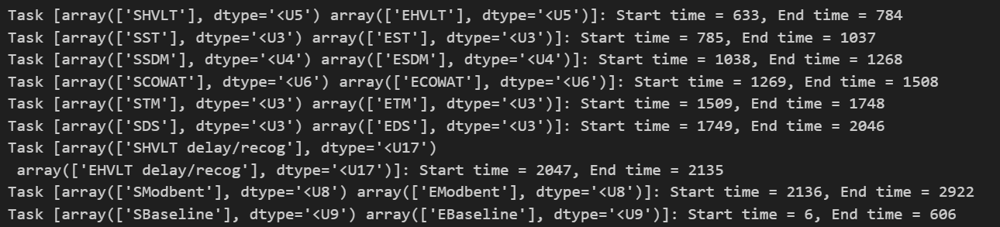 Task [array(['SHVLT'], dtype='<U5') array(['EHVLT'], dtype='<U5')]: Start time = 633, End time = 784
Task [array(['SST'], dtype='<U3') array(['EST'], dtype='<U3')]: Start time = 785, End time = 1037
Task [array(['SSDM'], dtype='<U4') array(['ESDM'], dtype='<U4')]: Start time = 1038, End time = 1268
Task [array(['SCOWAT'], dtype='<U6') array(['ECOWAT'], dtype='<U6')]: Start time = 1269, End time = 1508
Task [array(['STM'], dtype='<U3') array(['ETM'], dtype='<U3')]: Start time = 1509, End time = 1748
Task [array(['SDS'], dtype='<U3') array(['EDS'], dtype='<U3')]: Start time = 1749, End time = 2046
Task [array(['SHVLT delay/recog'], dtype='<U17')
 array(['EHVLT delay/recog'], dtype='<U17')]: Start time = 2047, End time = 2135
Task [array(['SModbent'], dtype='<U8') array(['EModbent'], dtype='<U8')]: Start time = 2136, End time = 2922
Task [array(['SBaseline'], dtype='<U9') array(['EBaseline'], dtype='<U9')]: Start time = 6, End time = 606